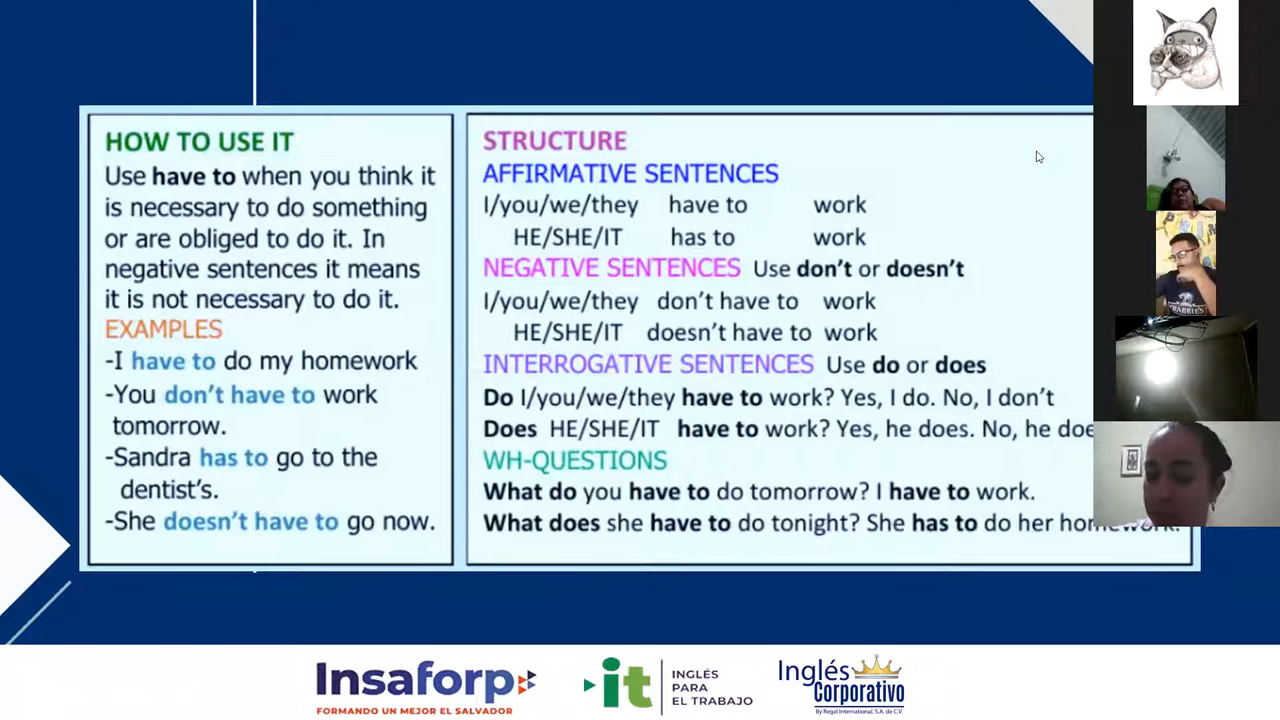 HOW TO USE IT
Use have to when you think it
is necessary to do something
or are obliged to do it. In
negative sentences it means
it is not necessary to do it.
EXAMPLES
-I have to do my homework
-You don't have to work
tomorrow.
-Sandra has to go to the
dentist's.
-She doesn't have to go now.
STRUCTURE
AFFIRMATIVE SENTENCES
I/you/we/they have to work
HE/SHE/IT has to work
NEGATIVE SENTENCES Use don't or doesn't
I/you/we/they don't have to work
HE/SHE/IT doesn't have to work
INTERROGATIVE SENTENCES Use do or does
Do I/you/we/they have to work? Yes, I do. No, I don't
Does HE/SHE/IT have to work? Yes, he does. No, he
WH-QUESTIONS
What do you have to do tomorrow? I have to work.
What does she have to do tonight? She has to do her homework.
Insaforp
FORMANDO UN MEJOR EL SALVADOR
it
INGLÉS
PARA
EL TRABAJO
Inglés
Corporativo
By Regal International, S.A. de C.V.